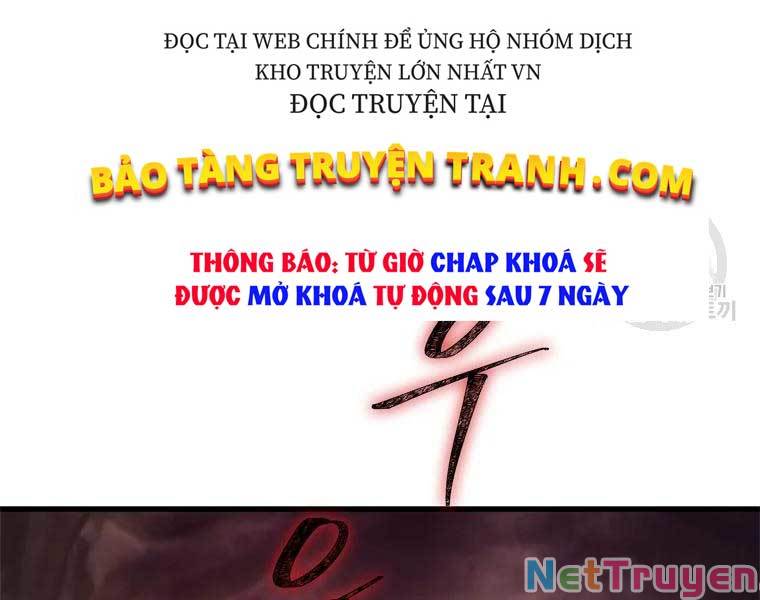 ĐỌC TẠI WEB CHÍNH ĐỂ ỦNG HỘ NHÓM DỊCH
KHO TRUYỆN LỚN NHẤT VN
ĐỌC TRUYỆN TẠI
BẢO TÀNG TRUYỆN TRANH.COM
THÔNG BÁO: TỪ GIỜ CHAP KHOÁ SẼ
ĐƯỢC MỞ KHOÁ TỰ ĐỘNG SAU 7 NGÀY
우
NetTruyen